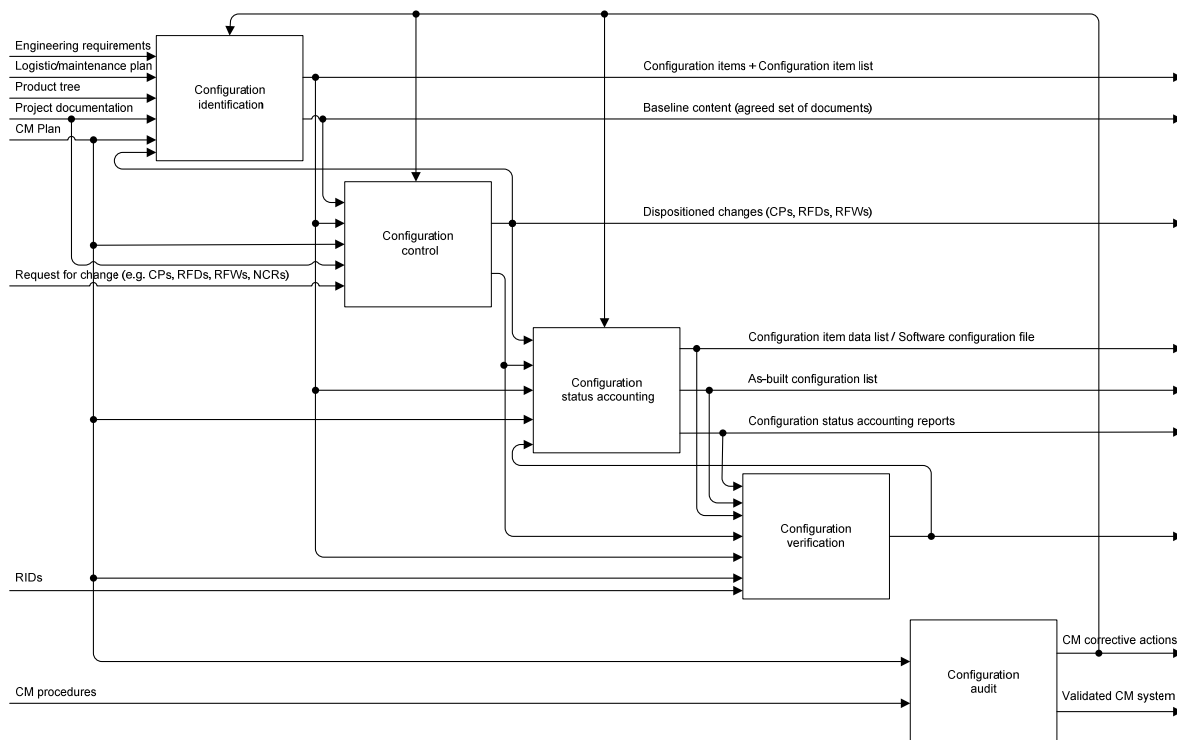 Engineering requirements
Logistic/maintenance plan
Product tree
Project documentation
CM Plan
Configuration
identification
Configuration items + Configuration item list
Baseline content (agreed set of documents)
Configuration
control
Dispositioned changes (CPs, RFDs, RFWs)
Request for change (e.g. CPs, RFDs, RFWs, NCRs)
Configuration
status accounting
Configuration item data list / Software configuration file
As-built configuration list
Configuration status accounting reports
Configuration
verification
RIDs
Configuration
audit
CM corrective actions
CM procedures
Validated CM system